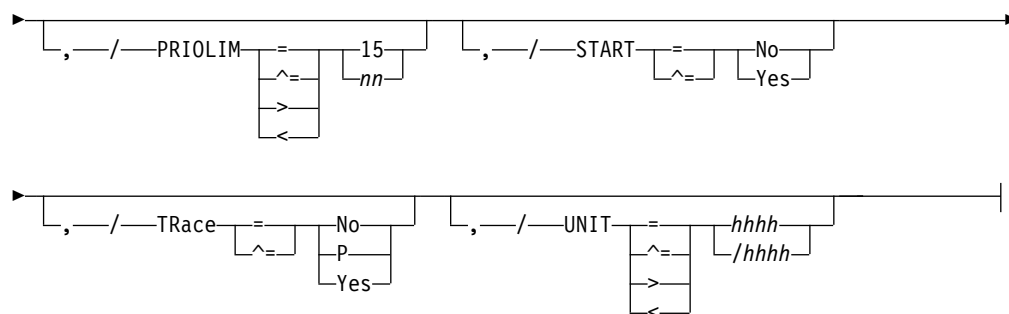 , / PRIOLIM = 15 , / START = No
^= nn ^= Yes
>
<
, / TRace = No , / UNIT = hhhh
^= P ^= /hhhh
Yes >
<